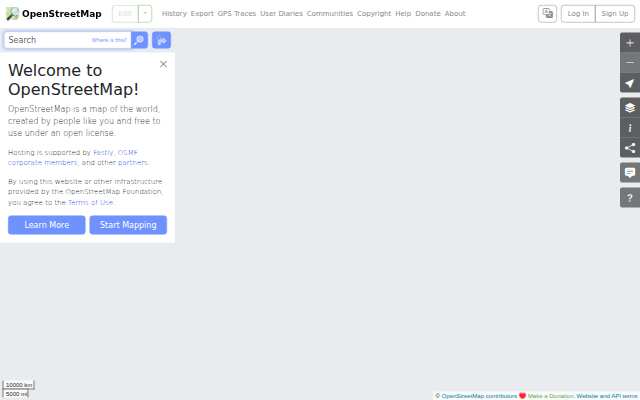 OpenStreetMap
Edit
History Export GPS Traces User Diaries Communities Copyright Help Donate About
Log In Sign Up
Search Where is this?
Welcome to
OpenStreetMap!
OpenStreetMap is a map of the world,
created by people like you and free to
use under an open license.
Hosting is supported by Fastly, OSMF
corporate members, and other partners.
By using this website or other infrastructure
provided by the OpenStreetMap Foundation,
you agree to the Terms of Use.
Learn More Start Mapping
10000 km
5000 mi
© OpenStreetMap contributors ♥ Make a Donation. Website and API terms